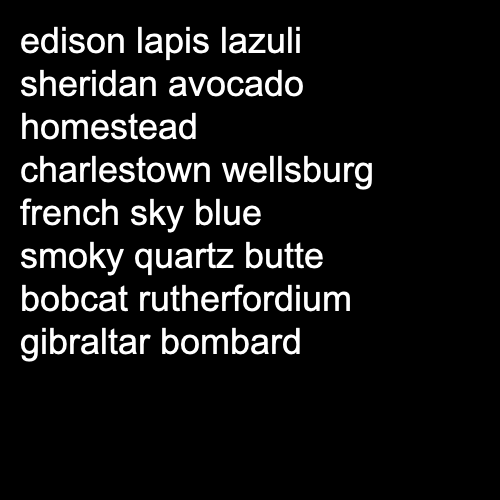 edison lapis lazuli
sheridan avocado
homestead
charlestown wellsburg
french sky blue
smoky quartz butte
bobcat rutherfordium
gibraltar bombard